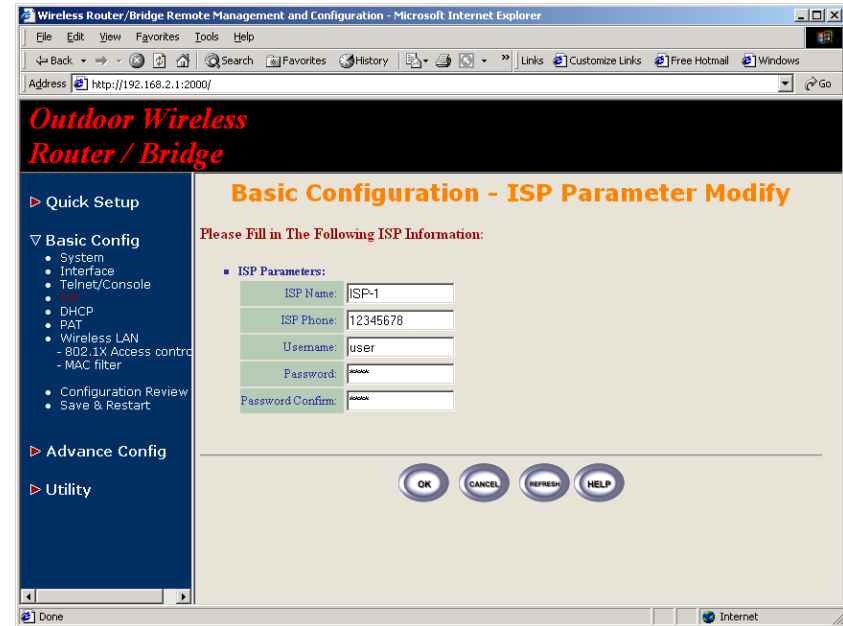 Wireless Router/Bridge Remote Management and Configuration - Microsoft Internet Explorer
File Edit View Favorites Tools Help
Back Search Favorites History » Links Customize Links Free Hotmail Windows
Address http://192.168.2.1:2000/ Go
Outdoor Wireless
Router / Bridge
Quick Setup
Basic Config
System
Interface
Telnet/Console
ISP
DHCP
PAT
Wireless LAN
- 802.1X Access contro
- MAC filter
Configuration Review
Save & Restart
Advance Config
Utility
Basic Configuration - ISP Parameter Modify
Please Fill in The Following ISP Information:
ISP Parameters:
ISP Name: ISP-1
ISP Phone: 12345678
Username: user
Password: ****
Password Confirm: ****
OK CANCEL REFRESH HELP
Done Internet